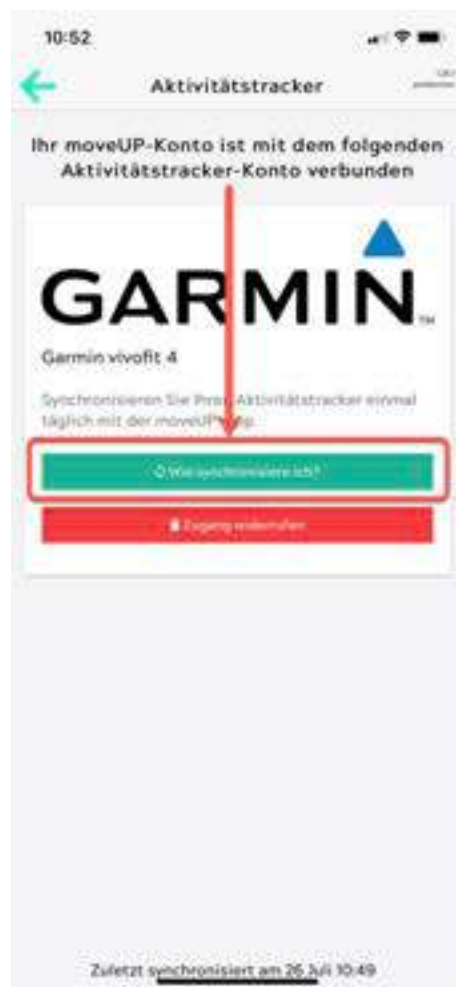 10:52
Aktivitätstracker
Ihr moveUP-Konto ist mit dem folgenden
Aktivitätstracker-Konto verbunden
GARMIN
Garmin vivofit 4
Synchronisieren Sie Ihren Aktivitätstracker einmal
täglich mit der moveUP
Wie synchronisiere ich?
Zugang widerrufen
Zuletzt synchronisiert am 26 Juli 10:49